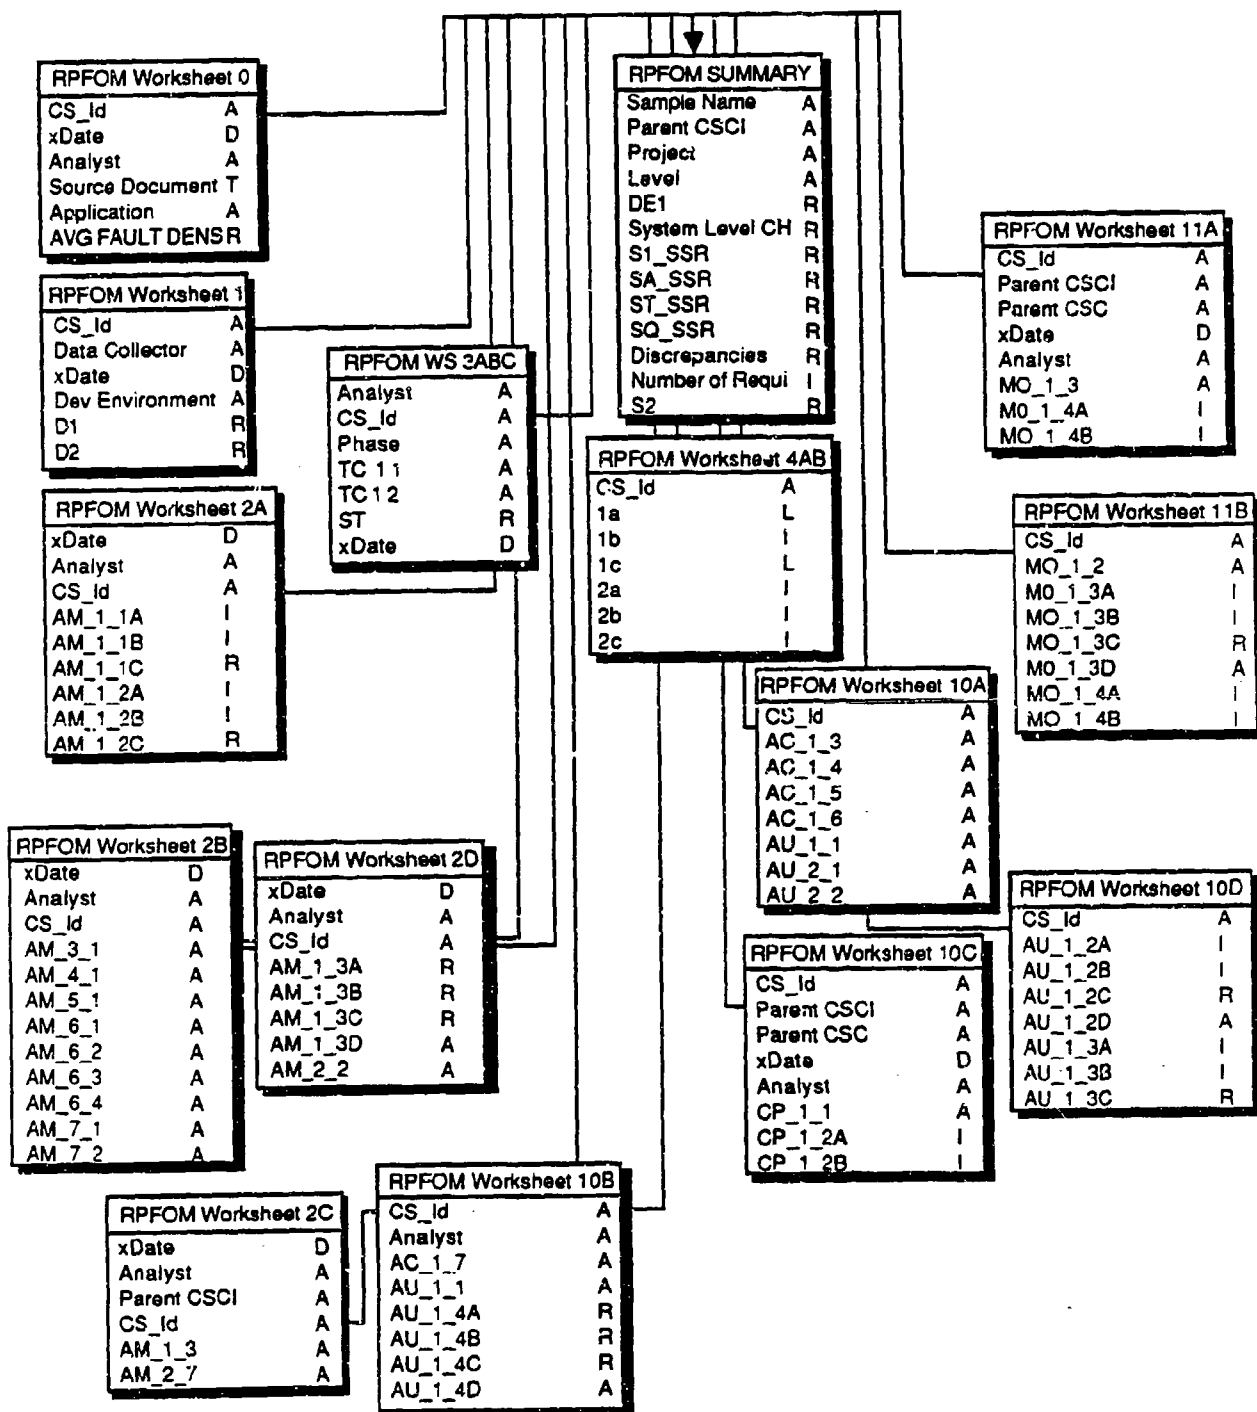 RPFOM Worksheet 0
CS_Id A
xDate D
Analyst A
Source Document T
Application A
AVG FAULT DENS R
RPFOM Worksheet 1
CS_Id A
Data Collector A
xDate D
Dev Environment A
D1 R
D2 R
RPFOM Worksheet 2A
xDate D
Analyst A
CS_Id A
AM_1_1A I
AM_1_1B I
AM_1_1C R
AM_1_2A I
AM_1_2B I
AM_1_2C R
RPFOM WS 3ABC
Analyst A
CS_Id A
Phase A
TC 1 1 A
TC 1 2 A
ST R
xDate D
RPFOM SUMMARY
Sample Name A
Parent CSCI A
Project A
Level A
DE1 R
System Level CH R
S1_SSR R
SA_SSR R
ST_SSR R
SQ_SSR R
Discrepancies R
Number of Requi I
S2 R
RPFOM Worksheet 4AB
CS_Id A
1a L
1b I
1c L
2a I
2b I
2c I
RPFOM Worksheet 11A
CS_Id A
Parent CSCI A
Parent CSC A
xDate D
Analyst A
MO_1_3 A
M0_1_4A I
MO_1_4B I
RPFOM Worksheet 11B
CS_Id A
MO_1_2 A
M0_1_3A I
MO_1_3B I
MO_1_3C R
M0_1_3D A
MO_1_4A I
MO_1_4B I
RPFOM Worksheet 10A
CS_Id A
AC_1_3 A
AC_1_4 A
AC_1_5 A
AC_1_6 A
AU_1_1 A
AU_2_1 A
AU_2_2 A
RPFOM Worksheet 2B
xDate D
Analyst A
CS_Id A
AM_3_1 A
AM_4_1 A
AM_5_1 A
AM_6_1 A
AM_6_2 A
AM_6_3 A
AM_6_4 A
AM_7_1 A
AM_7_2 A
RPFOM Worksheet 2D
xDate D
Analyst A
CS_Id A
AM_1_3A R
AM_1_3B R
AM_1_3C R
AM_1_3D A
AM_2_2 A
RPFOM Worksheet 10C
CS_Id A
Parent CSCI A
Parent CSC A
xDate D
Analyst A
CP_1_1 A
CP_1_2A I
CP_1_2B I
RPFOM Worksheet 10D
CS_Id A
AU_1_2A I
AU_1_2B I
AU_1_2C R
AU_1_2D A
AU_1_3A I
AU_1_3B I
AU_1_3C R
RPFOM Worksheet 2C
xDate D
Analyst A
Parent CSCI A
CS_Id A
AM_1_3 A
AM_2_7 A
RPFOM Worksheet 10B
CS_Id A
Analyst A
AC_1_7 A
AU_1_1 A
AU_1_4A R
AU_1_4B R
AU_1_4C R
AU_1_4D A